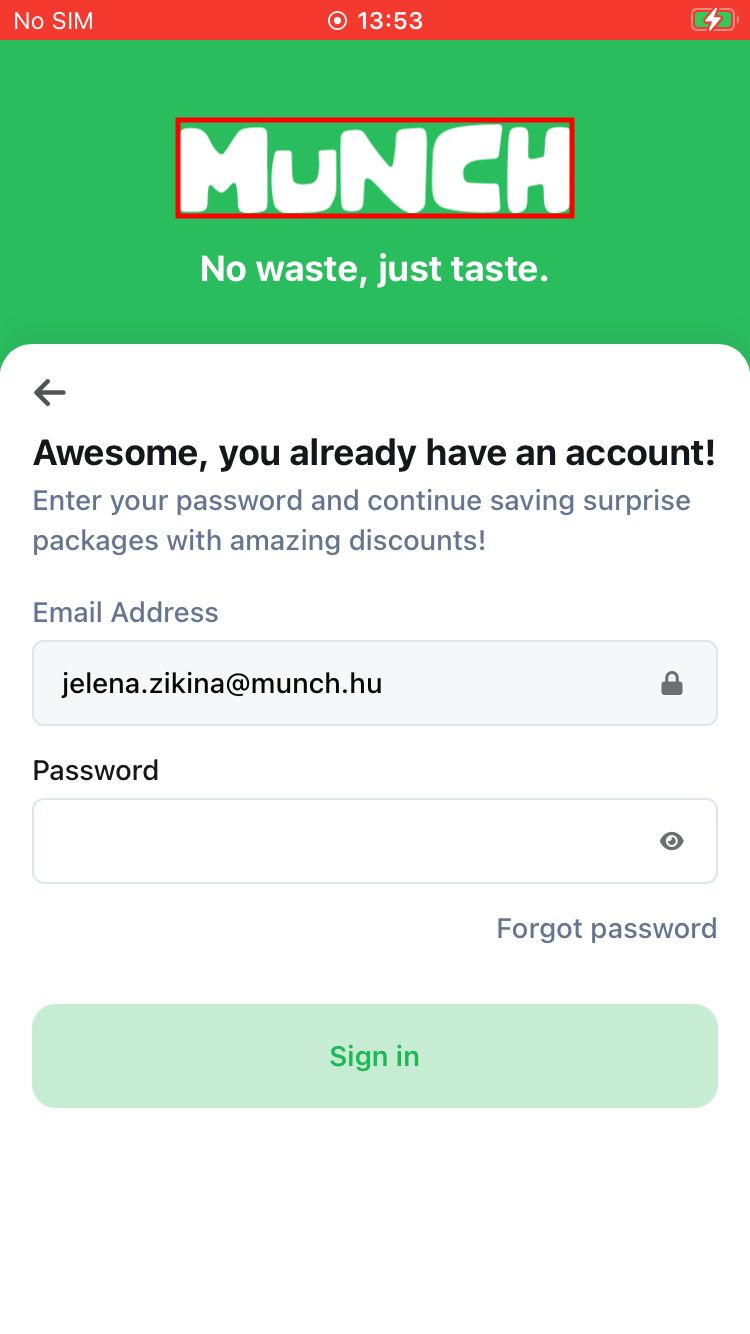 No SIM
13:53
MUNCH
No waste, just taste.
Awesome, you already have an account!
Enter your password and continue saving surprise
packages with amazing discounts!
Email Address
jelena.zikina@munch.hu
Password
Forgot password
Sign in